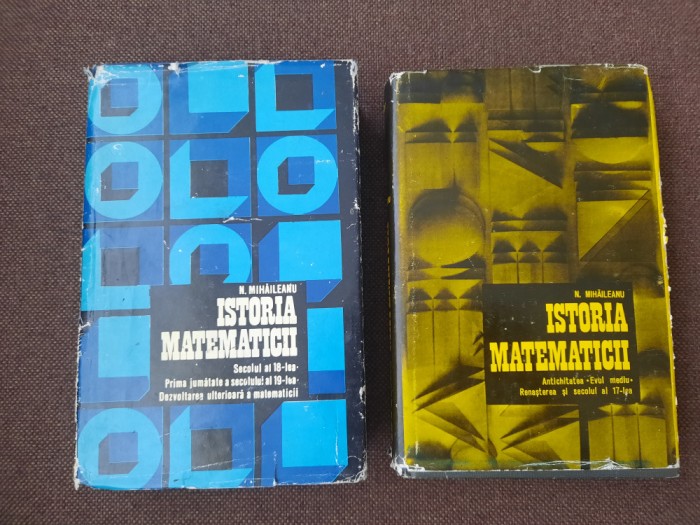 N. MIHĂILEANU
ISTORIA
MATEMATICII
Secolul al 18-lea·
Prima jumătate a secolului al 19-lea·
Dezvoltarea ulterioară a matematicii
N. MIHĂILEANU
ISTORIA
MATEMATICII
Antichitatea · Evul mediu ·
Renașterea și secolul al 17-lea